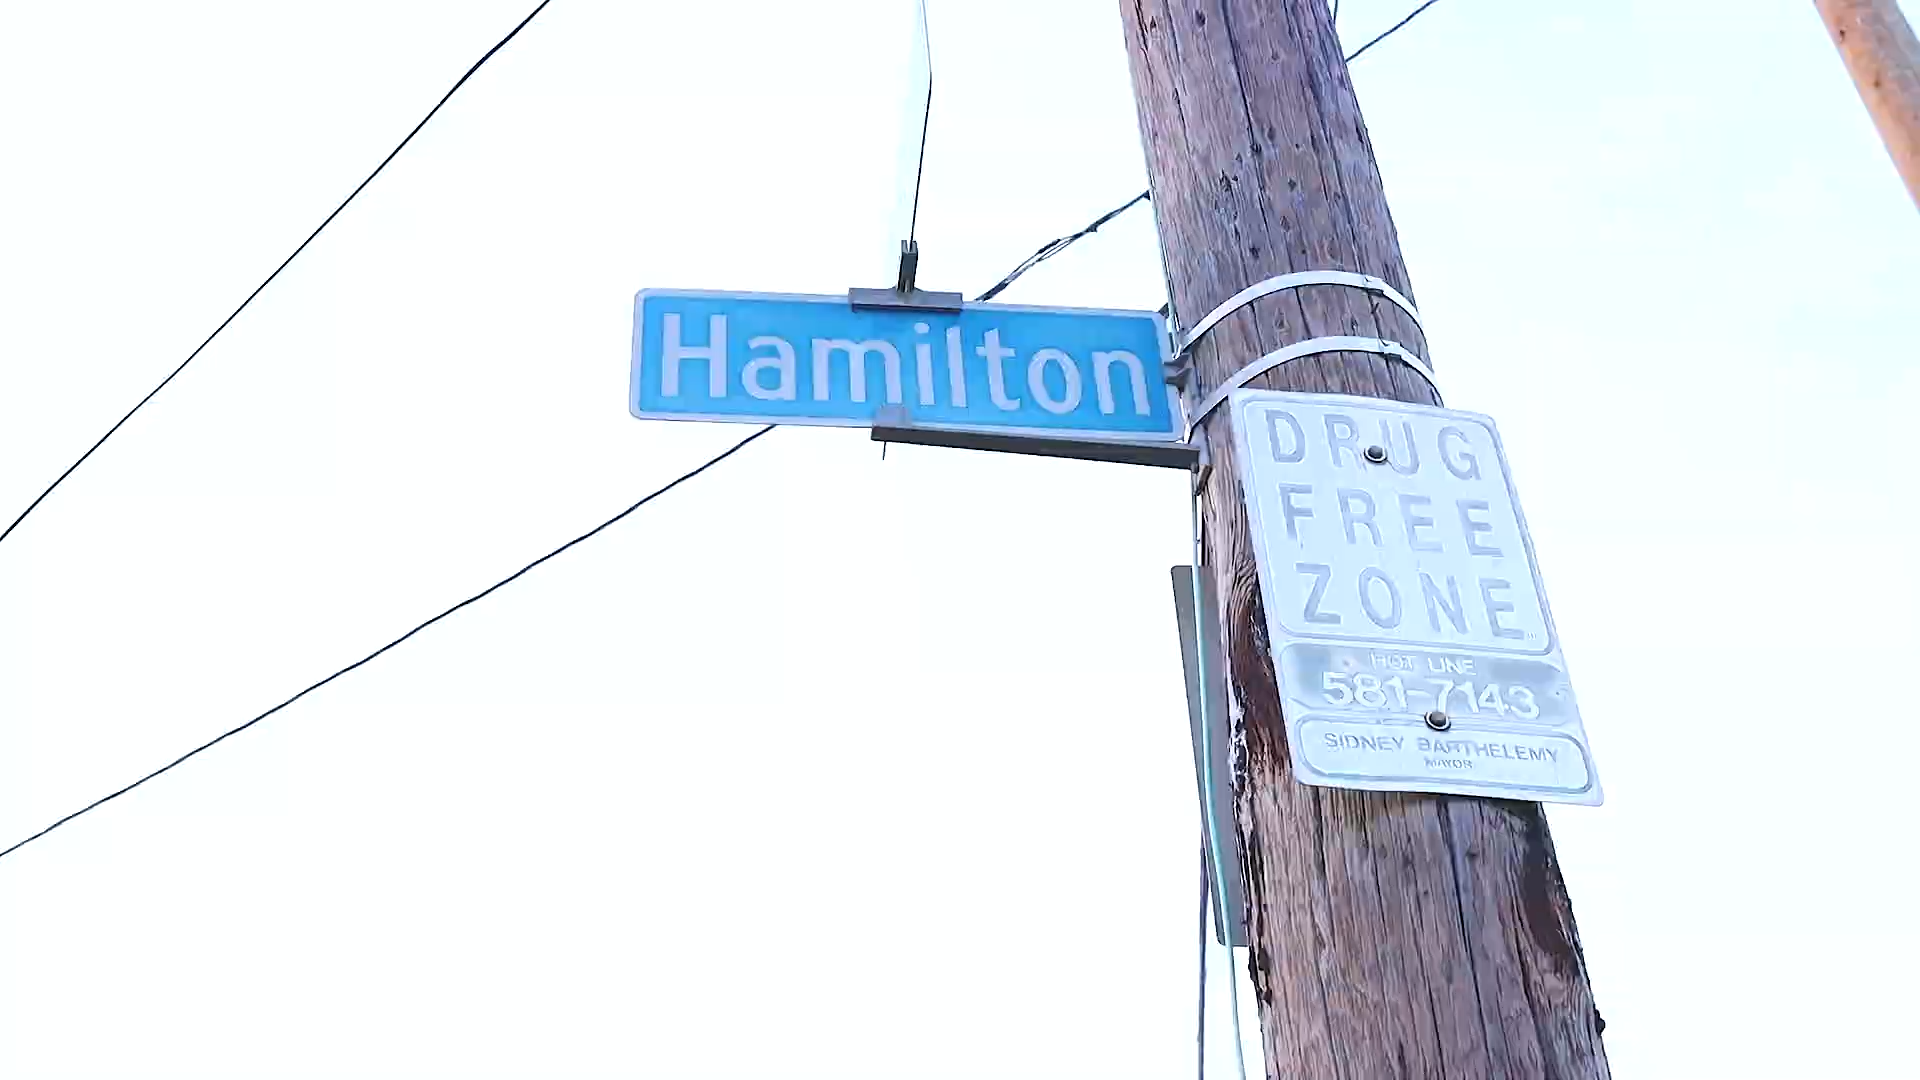 Hamilton
DRUG
FREE
ZONE
HOT LINE
581-7143
SIDNEY BARTHELEMY
MAYOR